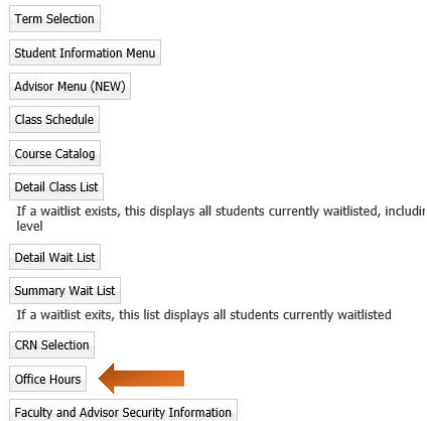 Term Selection
Student Information Menu
Advisor Menu (NEW)
Class Schedule
Course Catalog
Detail Class List
If a waitlist exists, this displays all students currently waitlisted,
level
Detail Wait List
Summary Wait List
If a waitlist exits, this list displays all students currently waitlisted
CRN Selection
Office Hours
Faculty and Advisor Security Information